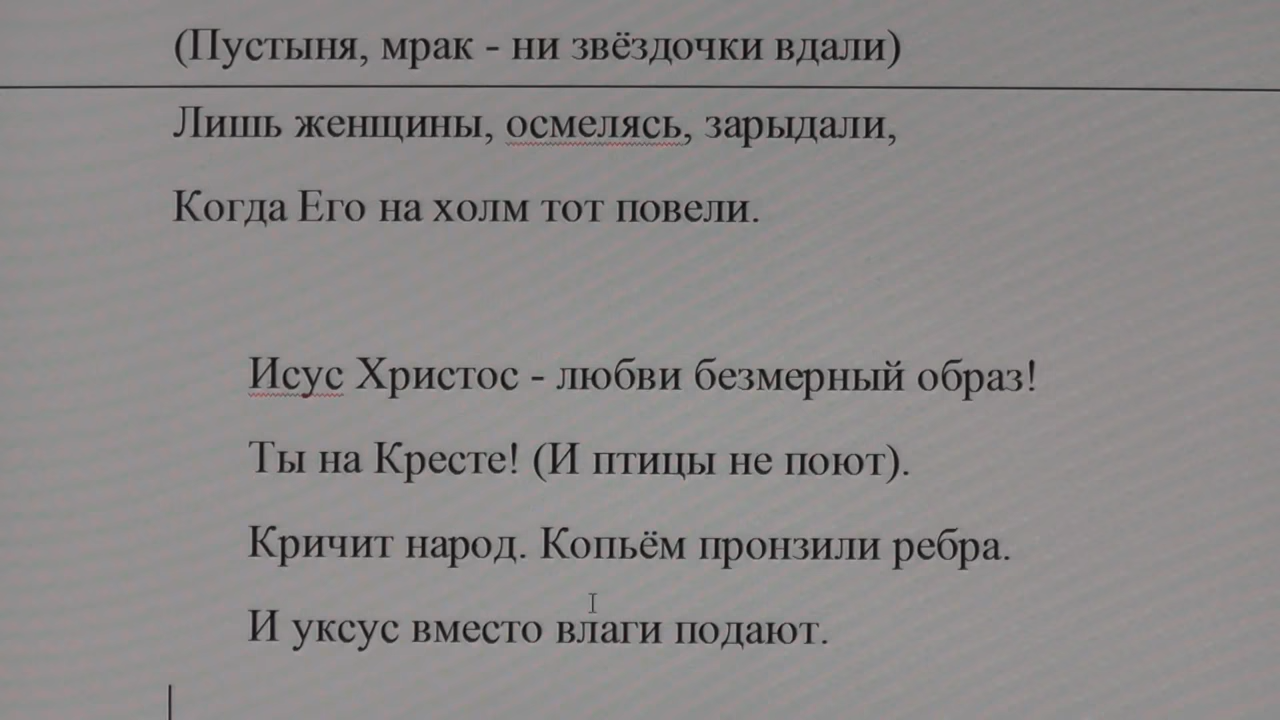 (Пустыня, мрак - ни звёздочки вдали)
Лишь женщины, осмелясь, зарыдали,
Когда Его на холм тот повели.
Исус Христос - любви безмерный образ!
Ты на Кресте! (И птицы не поют).
Кричит народ. Копьём пронзили ребра.
И уксус вместо влаги подают.